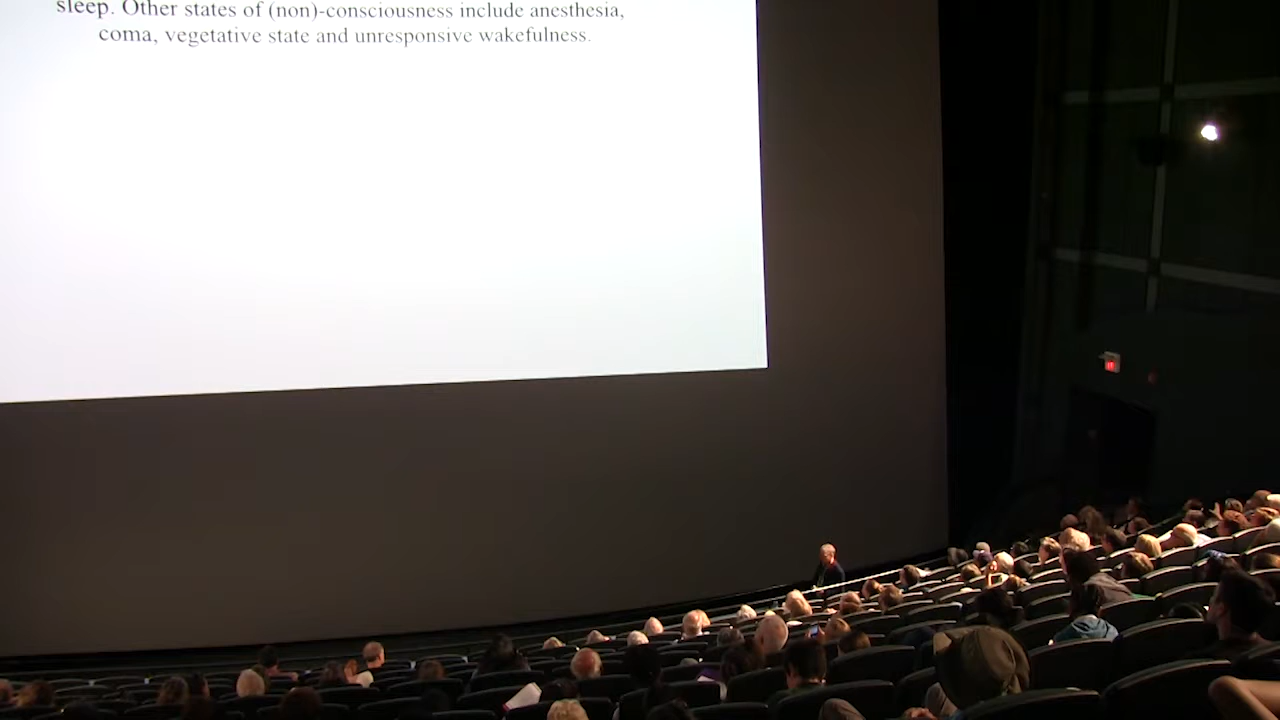 sleep. Other states of (non)-consciousness include anesthesia,
coma, vegetative state and unresponsive wakefulness.